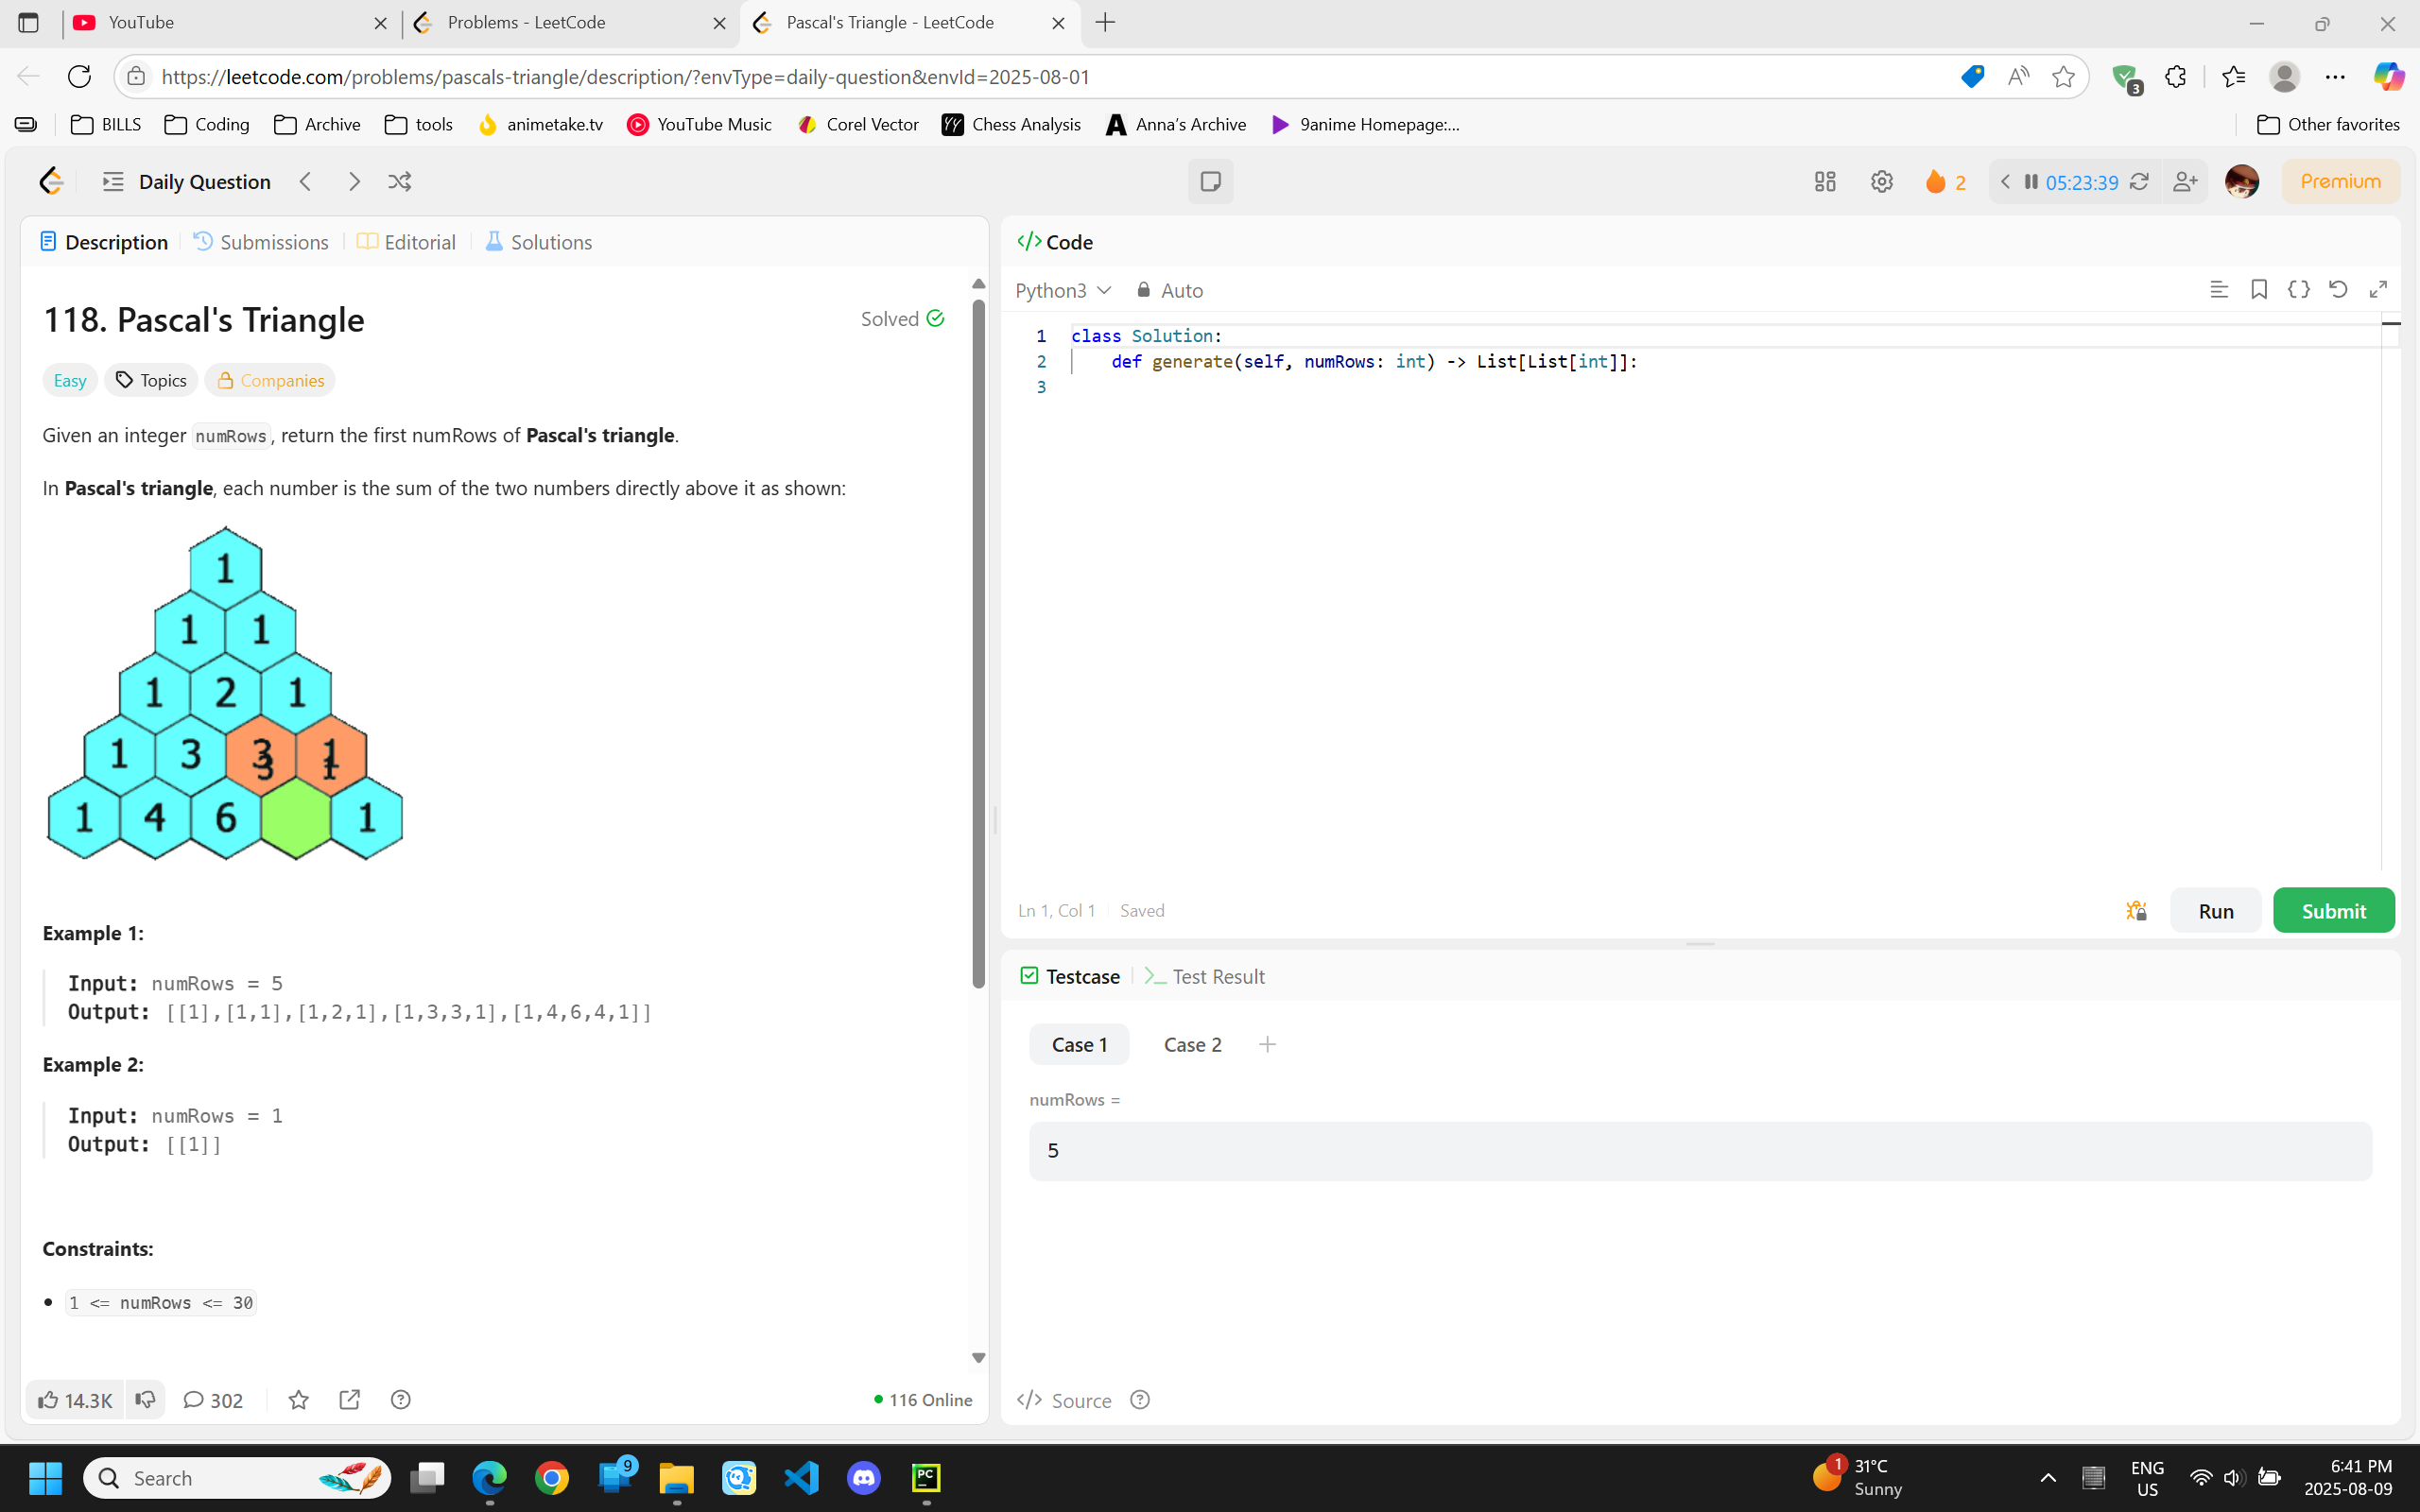 YouTube
Problems - LeetCode
Pascal's Triangle - LeetCode
https://leetcode.com/problems/pascals-triangle/description/?envType=daily-question&envId=2025-08-01
3
BILLS
Coding
Archive
tools
animetake.tv
YouTube Music
Corel Vector
Chess Analysis
Anna's Archive
9anime Homepage:...
Other favorites
Daily Question
2
05:23:39
Premium
Description
Submissions
Editorial
Solutions
118. Pascal's Triangle
Solved
Easy
Topics
Companies
Given an integer numRows, return the first numRows of Pascal's triangle.
In Pascal's triangle, each number is the sum of the two numbers directly above it as shown:
1
1 1
1 2 1
1 3 3 1
3 1
1 4 6 1
Example 1:
Input: numRows = 5
Output: [[1],[1,1],[1,2,1],[1,3,3,1],[1,4,6,4,1]]
Example 2:
Input: numRows = 1
Output: [[1]]
Constraints:
1 <= numRows <= 30
14.3K
302
116 Online
Code
Python3
Auto
1 class Solution:
2 def generate(self, numRows: int) -> List[List[int]]:
3
Ln 1, Col 1
Saved
Run
Submit
Testcase
Test Result
Case 1
Case 2
numRows =
5
Source
Search
9
PC
1
31°C
Sunny
ENG
US
6:41 PM
2025-08-09